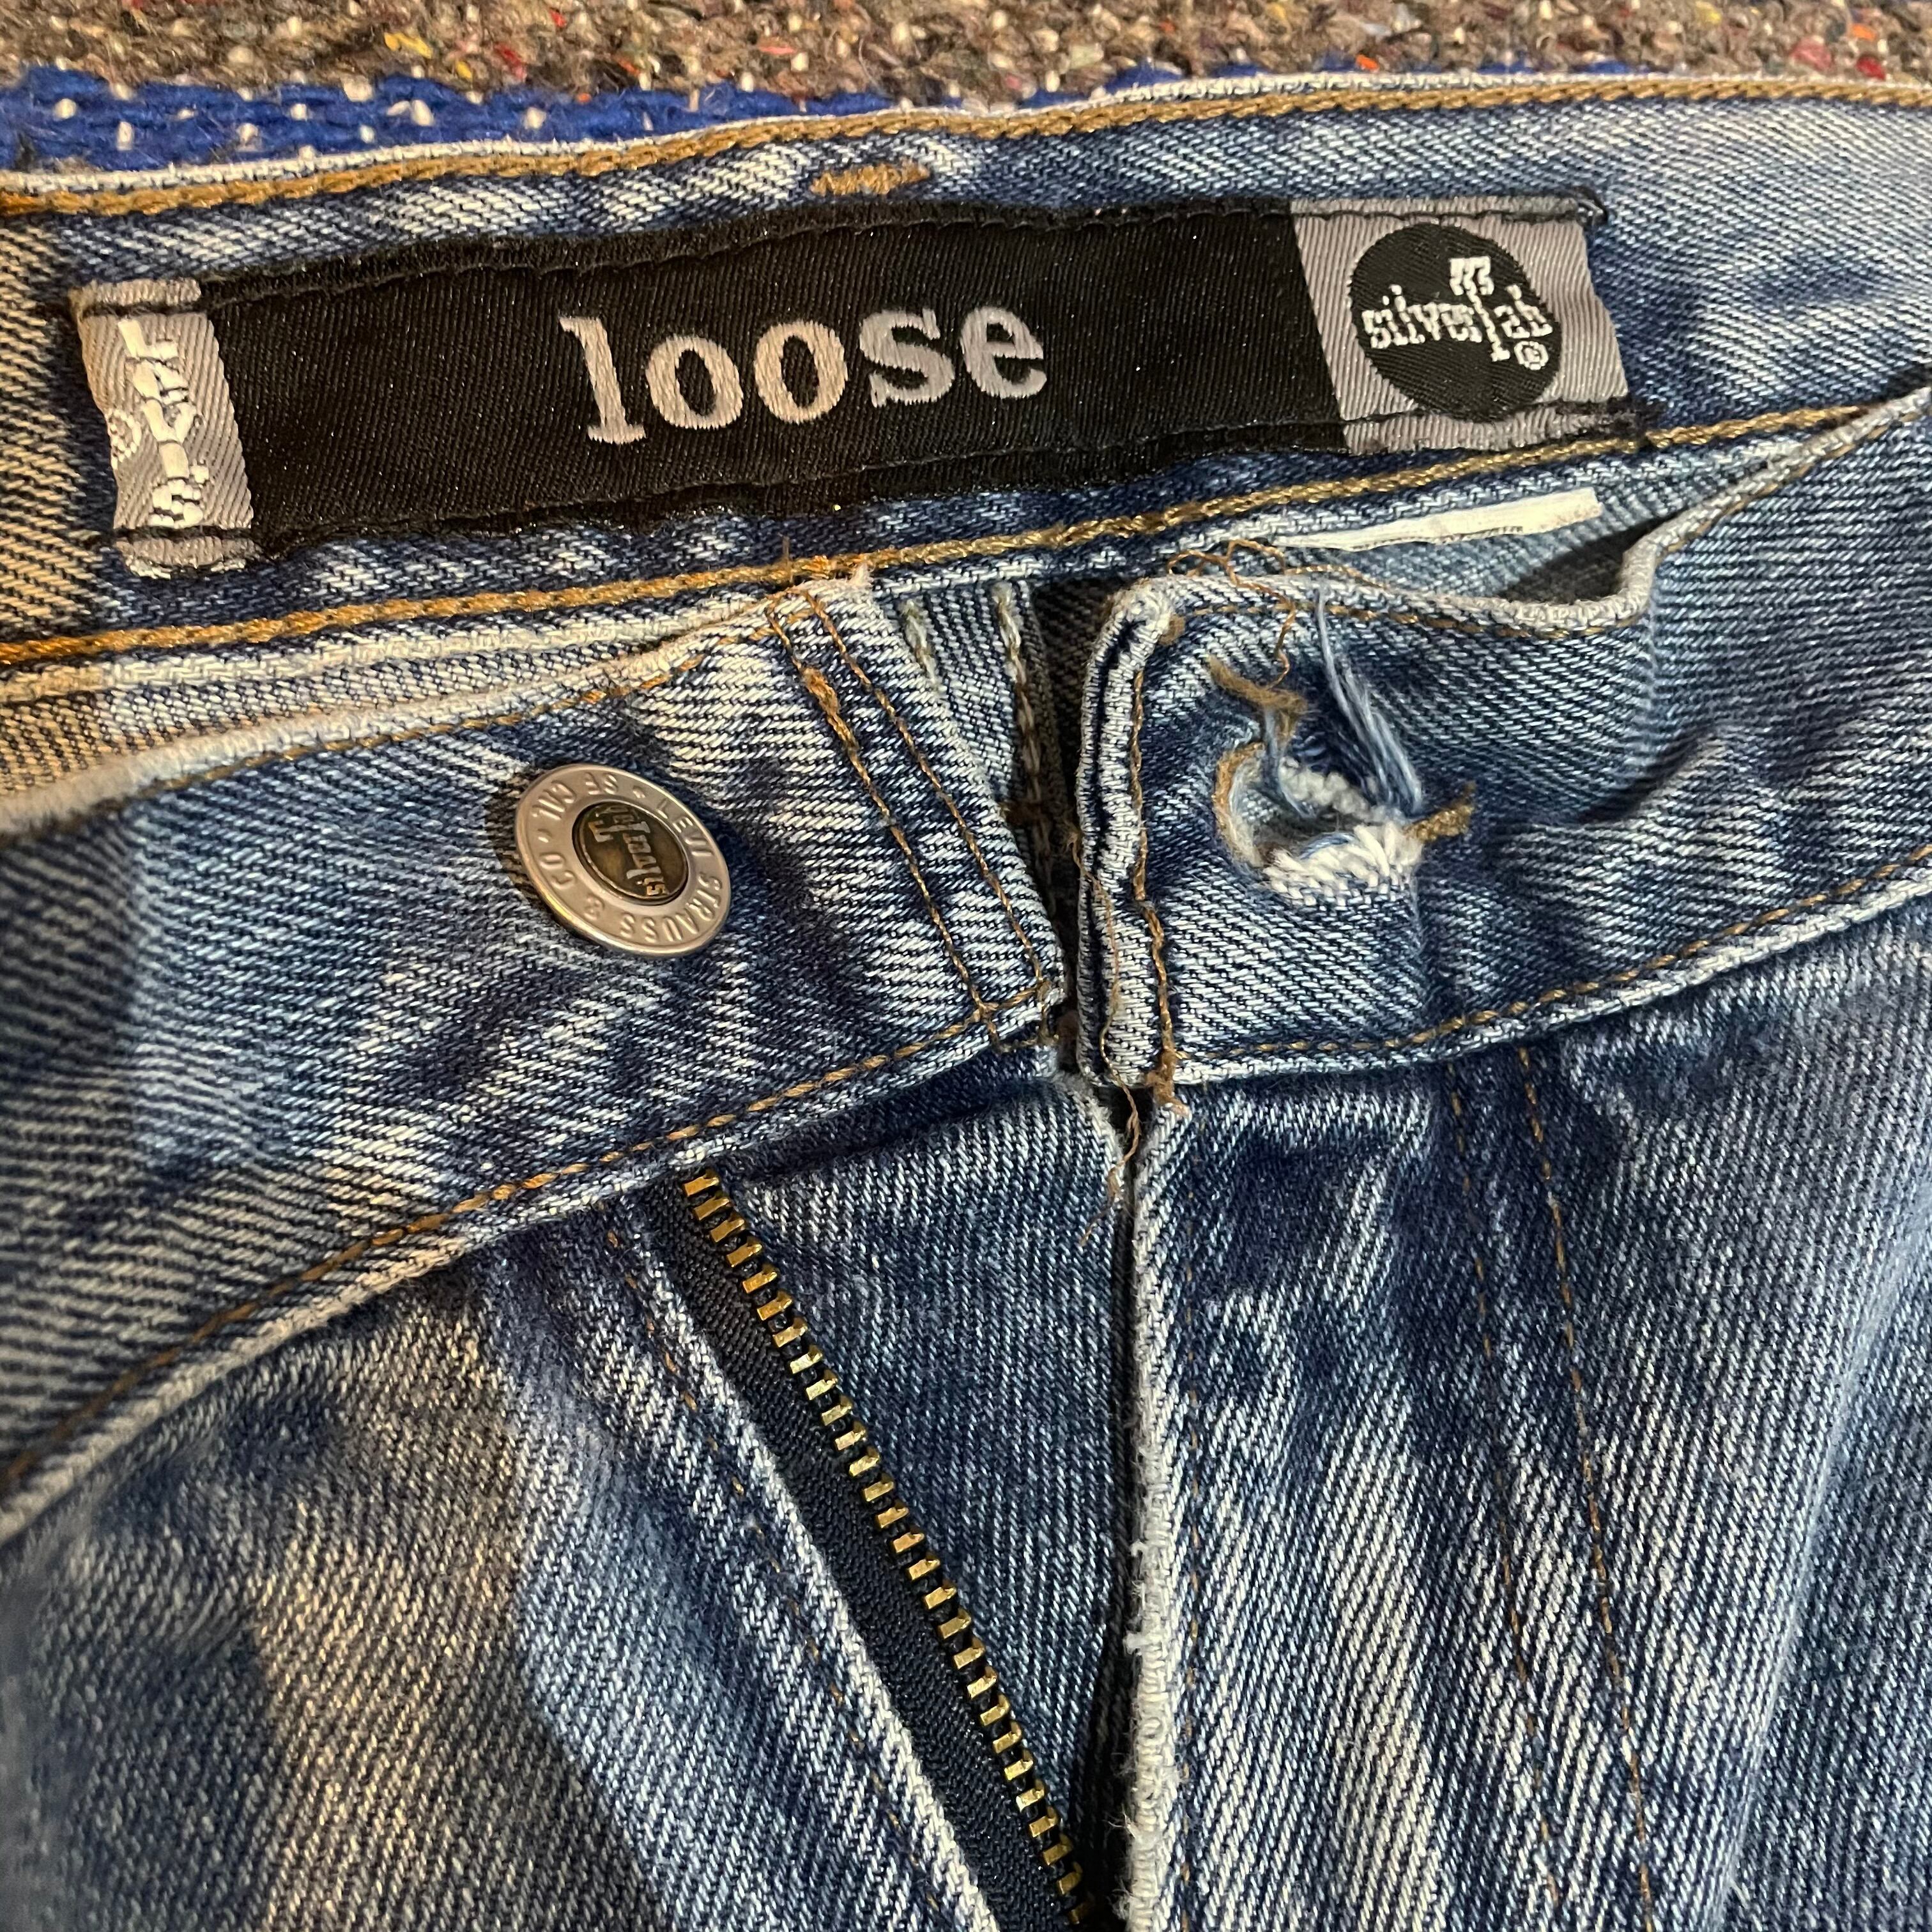 LEVI'S ®
loose
silverTab ®
LEVI STRAUSS & CO · SF CAL ·
silverTab